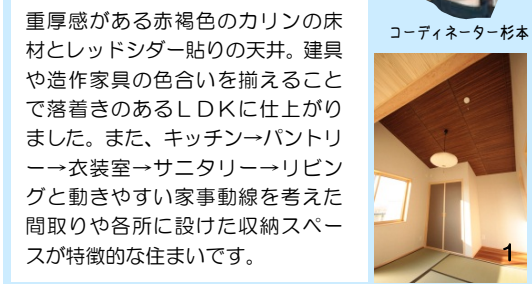 重厚感がある赤褐色のカリンの床
材とレッドシダー貼りの天井。建具
や造作家具の色合いを揃えること
で落着きのあるLDKに仕上がり
ました。また、キッチン→パントリ
ー→衣装室→サニタリー→リビン
グと動きやすい家事動線を考えた
間取りや各所に設けた収納スペー
スが特徴的な住まいです。
コーディネーター杉本
1